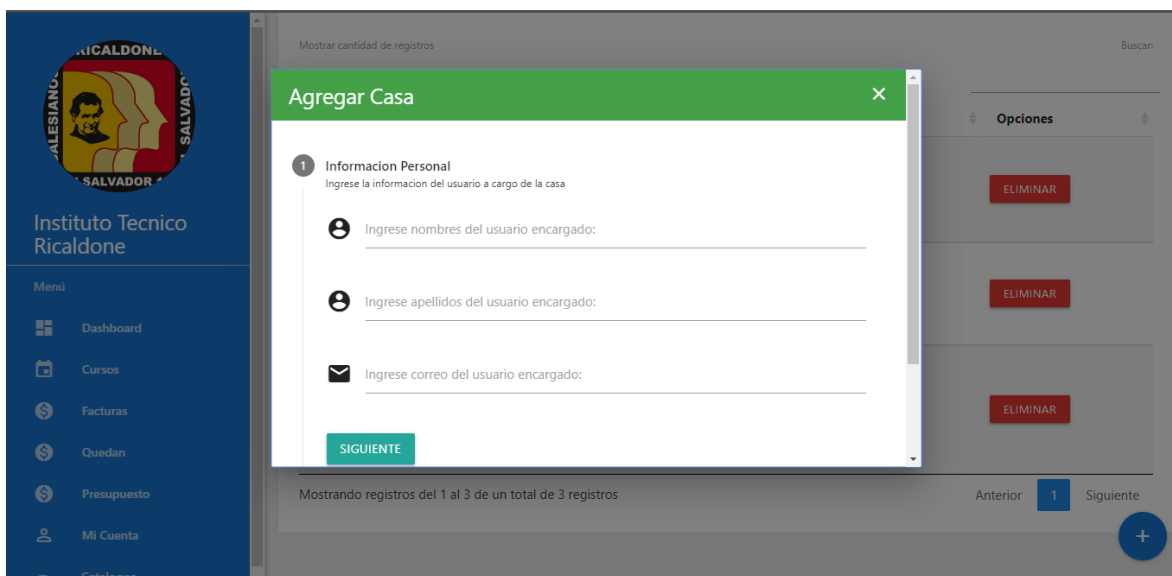 RICALDONE
SALESIANO
SALVADOR
SALVADOR
Instituto Tecnico
Ricaldone
Menú
Dashboard
Cursos
Facturas
Quedan
Presupuesto
Mi Cuenta
Catalogos
Mostrar cantidad de registros
Buscar:
Agregar Casa
1 Informacion Personal
Ingrese la informacion del usuario a cargo de la casa
Ingrese nombres del usuario encargado:
Ingrese apellidos del usuario encargado:
Ingrese correo del usuario encargado:
SIGUIENTE
Opciones
ELIMINAR
ELIMINAR
ELIMINAR
Mostrando registros del 1 al 3 de un total de 3 registros
Anterior 1 Siguiente